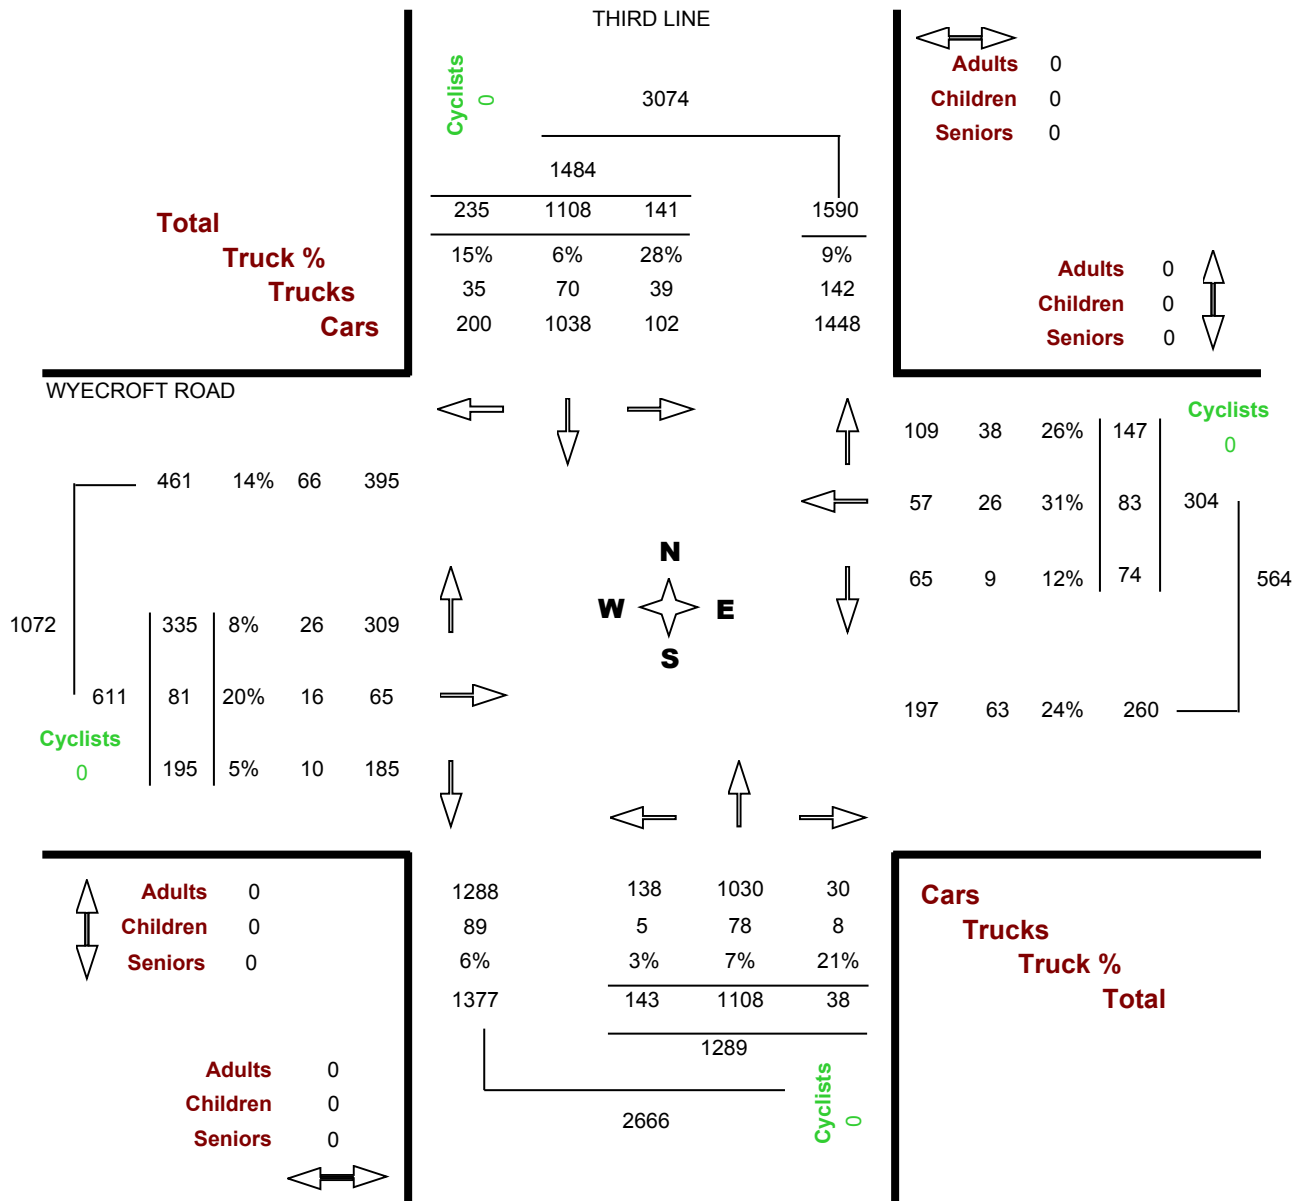 THIRD LINE
Cyclists
0
3074
1484
Total 235 1108 141 1590
Truck % 15% 6% 28% 9%
Trucks 35 70 39 142
Cars 200 1038 102 1448
Adults 0
Children 0
Seniors 0
Adults 0
Children 0
Seniors 0
WYECROFT ROAD
461 14% 66 395
1072
335 8% 26 309
611 81 20% 16 65
195 5% 10 185
Cyclists
0
N
W E
S
109 38 26% 147
57 26 31% 83 304
65 9 12% 74
564
197 63 24% 260
Cyclists
0
Adults 0
Children 0
Seniors 0
Adults 0
Children 0
Seniors 0
1288 138 1030 30
89 5 78 8
6% 3% 7% 21%
1377 143 1108 38
1289
2666
Cyclists
0
Cars
Trucks
Truck %
Total